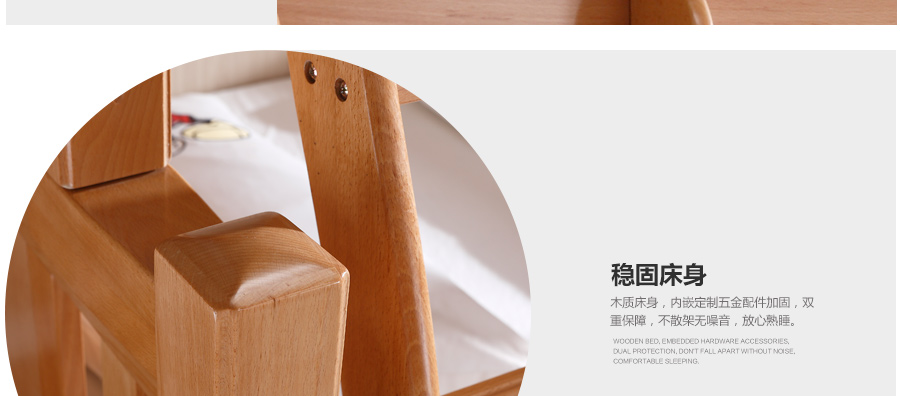 稳固床身
木质床身，内嵌定制五金配件加固，双
重保障，不散架无噪音，放心熟睡。
WOODEN BED, EMBEDDED HARDWARE ACCESSORIES,
DUAL PROTECTION, DON'T FALL APART WITHOUT NOISE,
COMFORTABLE SLEEPING.